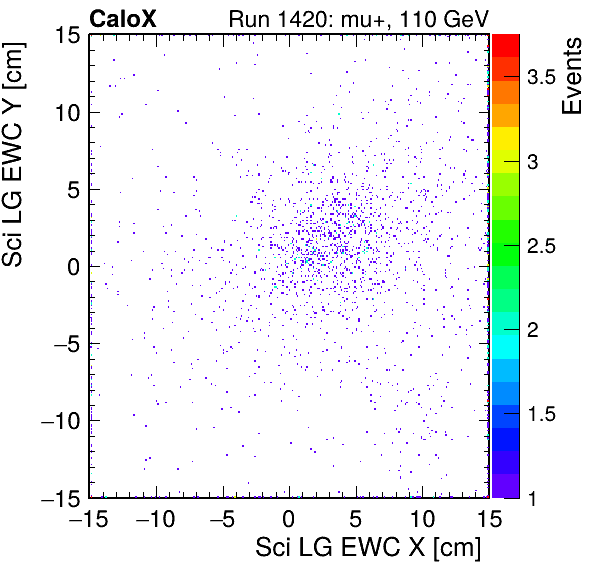 CaloX Run 1420: mu+, 110 GeV
Sci LG EWC Y [cm]
15
10
5
0
−5
−10
−15
−15 −10 −5 0 5 10 15
Sci LG EWC X [cm]
Events
3.5
3
2.5
2
1.5
1